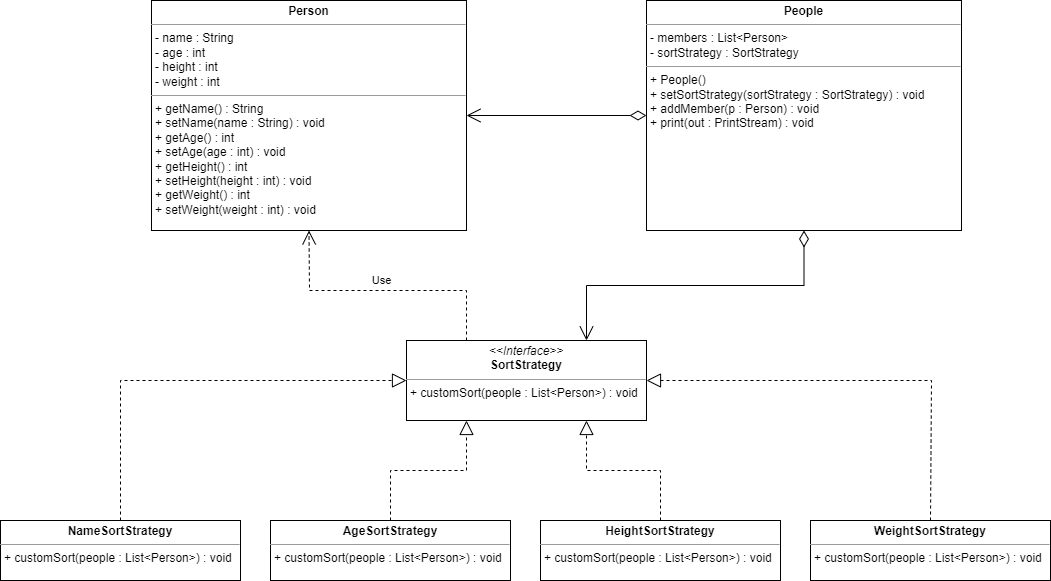 Person
- name : String
- age : int
- height : int
- weight : int
+ getName() : String
+ setName(name : String) : void
+ getAge() : int
+ setAge(age : int) : void
+ getHeight() : int
+ setHeight(height : int) : void
+ getWeight() : int
+ setWeight(weight : int) : void
People
- members : List<Person>
- sortStrategy : SortStrategy
+ People()
+ setSortStrategy(sortStrategy : SortStrategy) : void
+ addMember(p : Person) : void
+ print(out : PrintStream) : void
Use
<<Interface>>
SortStrategy
+ customSort(people : List<Person>) : void
NameSortStrategy
+ customSort(people : List<Person>) : void
AgeSortStrategy
+ customSort(people : List<Person>) : void
HeightSortStrategy
+ customSort(people : List<Person>) : void
WeightSortStrategy
+ customSort(people : List<Person>) : void